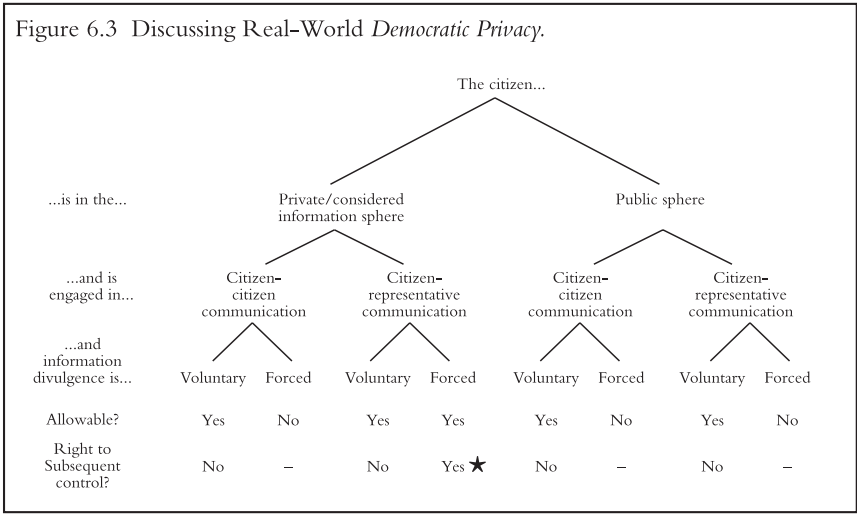 Figure 6.3 Discussing Real-World Democratic Privacy.
The citizen...
...is in the...
Private/considered
information sphere
Public sphere
...and is
engaged in...
Citizen-
citizen
communication
Citizen-
representative
communication
Citizen-
citizen
communication
Citizen-
representative
communication
...and
information
divulgence is...
Voluntary Forced Voluntary Forced Voluntary Forced Voluntary Forced
Allowable? Yes No Yes Yes Yes No Yes No
Right to
Subsequent
control?
No – No Yes ★ No – No –